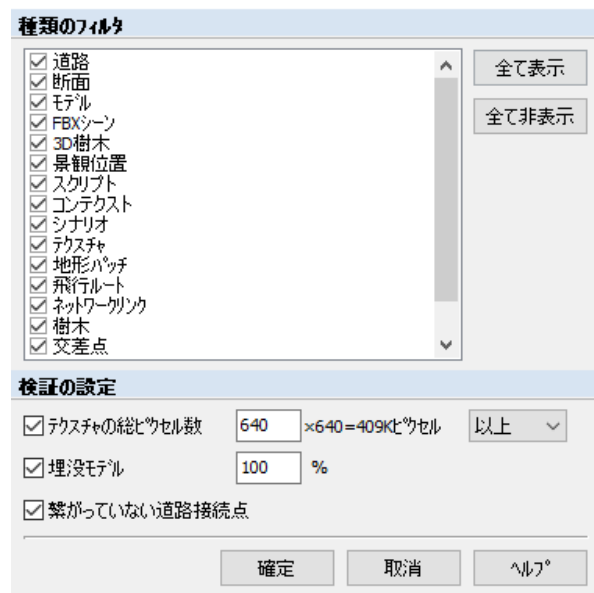 種類のﾌｨﾙﾀ
道路
断面
ﾓﾃﾞﾙ
FBXシーン
3D樹木
景観位置
スクリプト
コンテクスト
シナリオ
ﾃｸｽﾁｬ
地形ﾊﾟｯﾁ
飛行ルート
ﾈｯﾄﾜｰｸﾘﾝｸ
樹木
交差点
全て表示
全て非表示
検証の設定
ﾃｸｽﾁｬの総ﾋﾟｸｾﾙ数 640 ×640=409Kﾋﾟｸｾﾙ 以上
埋没ﾓﾃﾞﾙ 100 %
繋がっていない道路接続点
確定 取消 ﾍﾙﾌﾟ